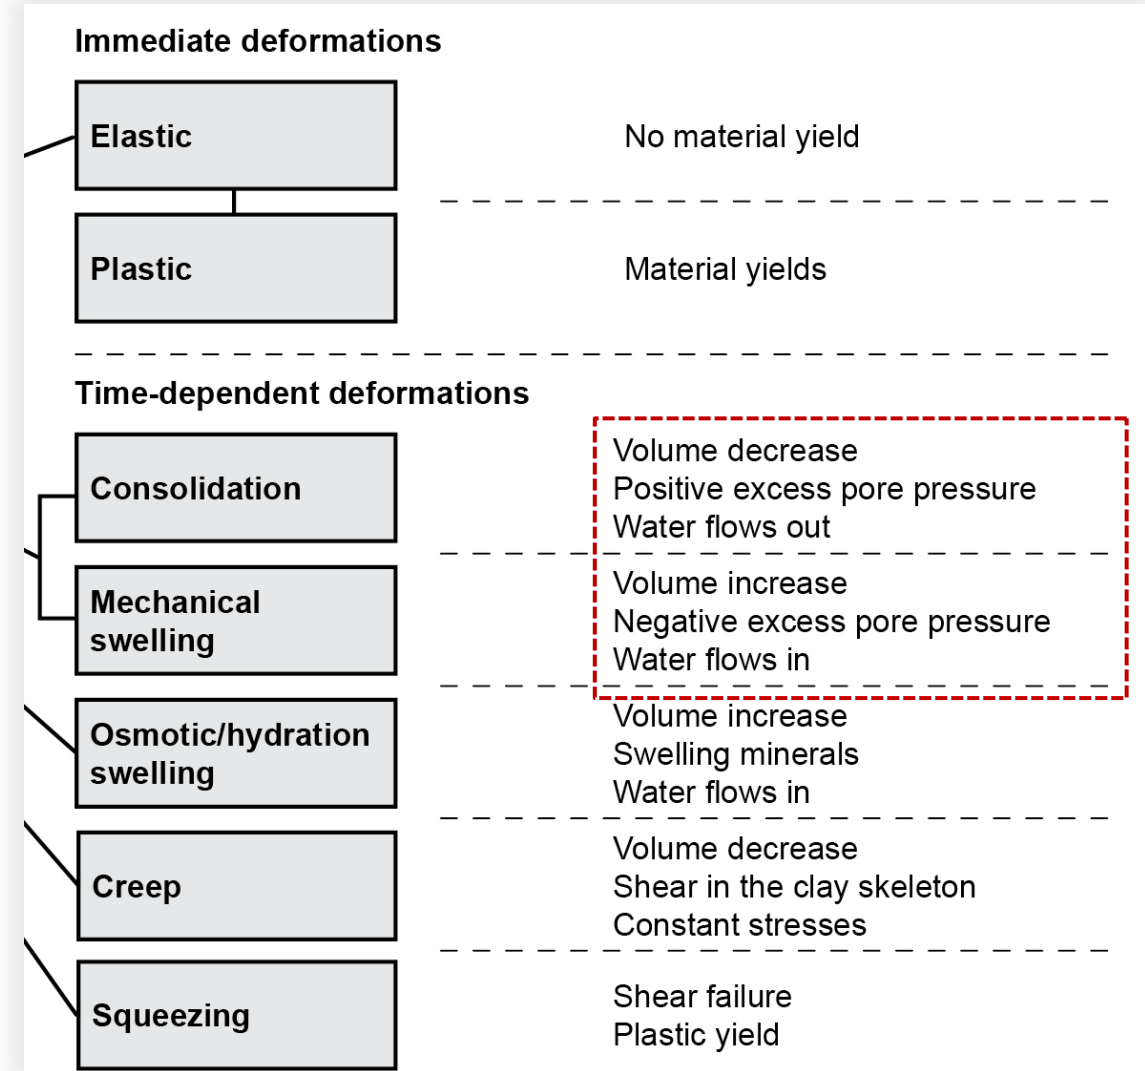 Immediate deformations
Elastic
No material yield
Plastic
Material yields
Time-dependent deformations
Consolidation
Volume decrease
Positive excess pore pressure
Water flows out
Mechanical
swelling
Volume increase
Negative excess pore pressure
Water flows in
Osmotic/hydration
swelling
Volume increase
Swelling minerals
Water flows in
Creep
Volume decrease
Shear in the clay skeleton
Constant stresses
Squeezing
Shear failure
Plastic yield